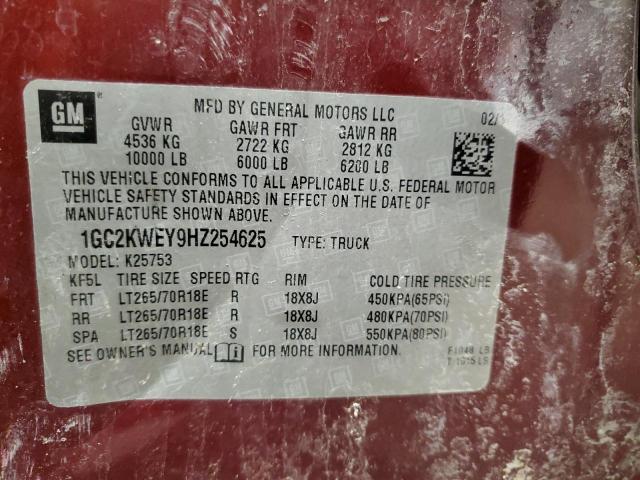 GM
MFD BY GENERAL MOTORS LLC 02/
GVWR GAWR FRT GAWR RR
4536 KG 2722 KG 2812 KG
10000 LB 6000 LB 6200 LB
THIS VEHICLE CONFORMS TO ALL APPLICABLE U.S. FEDERAL MOTOR
VEHICLE SAFETY STANDARDS IN EFFECT ON THE DATE OF
MANUFACTURE SHOWN ABOVE.
1GC2KWEY9HZ254625 TYPE: TRUCK
MODEL: K25753
KF5L TIRE SIZE SPEED RTG RIM COLD TIRE PRESSURE
FRT LT265/70R18E R 18X8J 450KPA(65PSI)
RR LT265/70R18E R 18X8J 480KPA(70PSI)
SPA LT265/70R18E S 18X8J 550KPA(80PSI)
SEE OWNER'S MANUAL FOR MORE INFORMATION